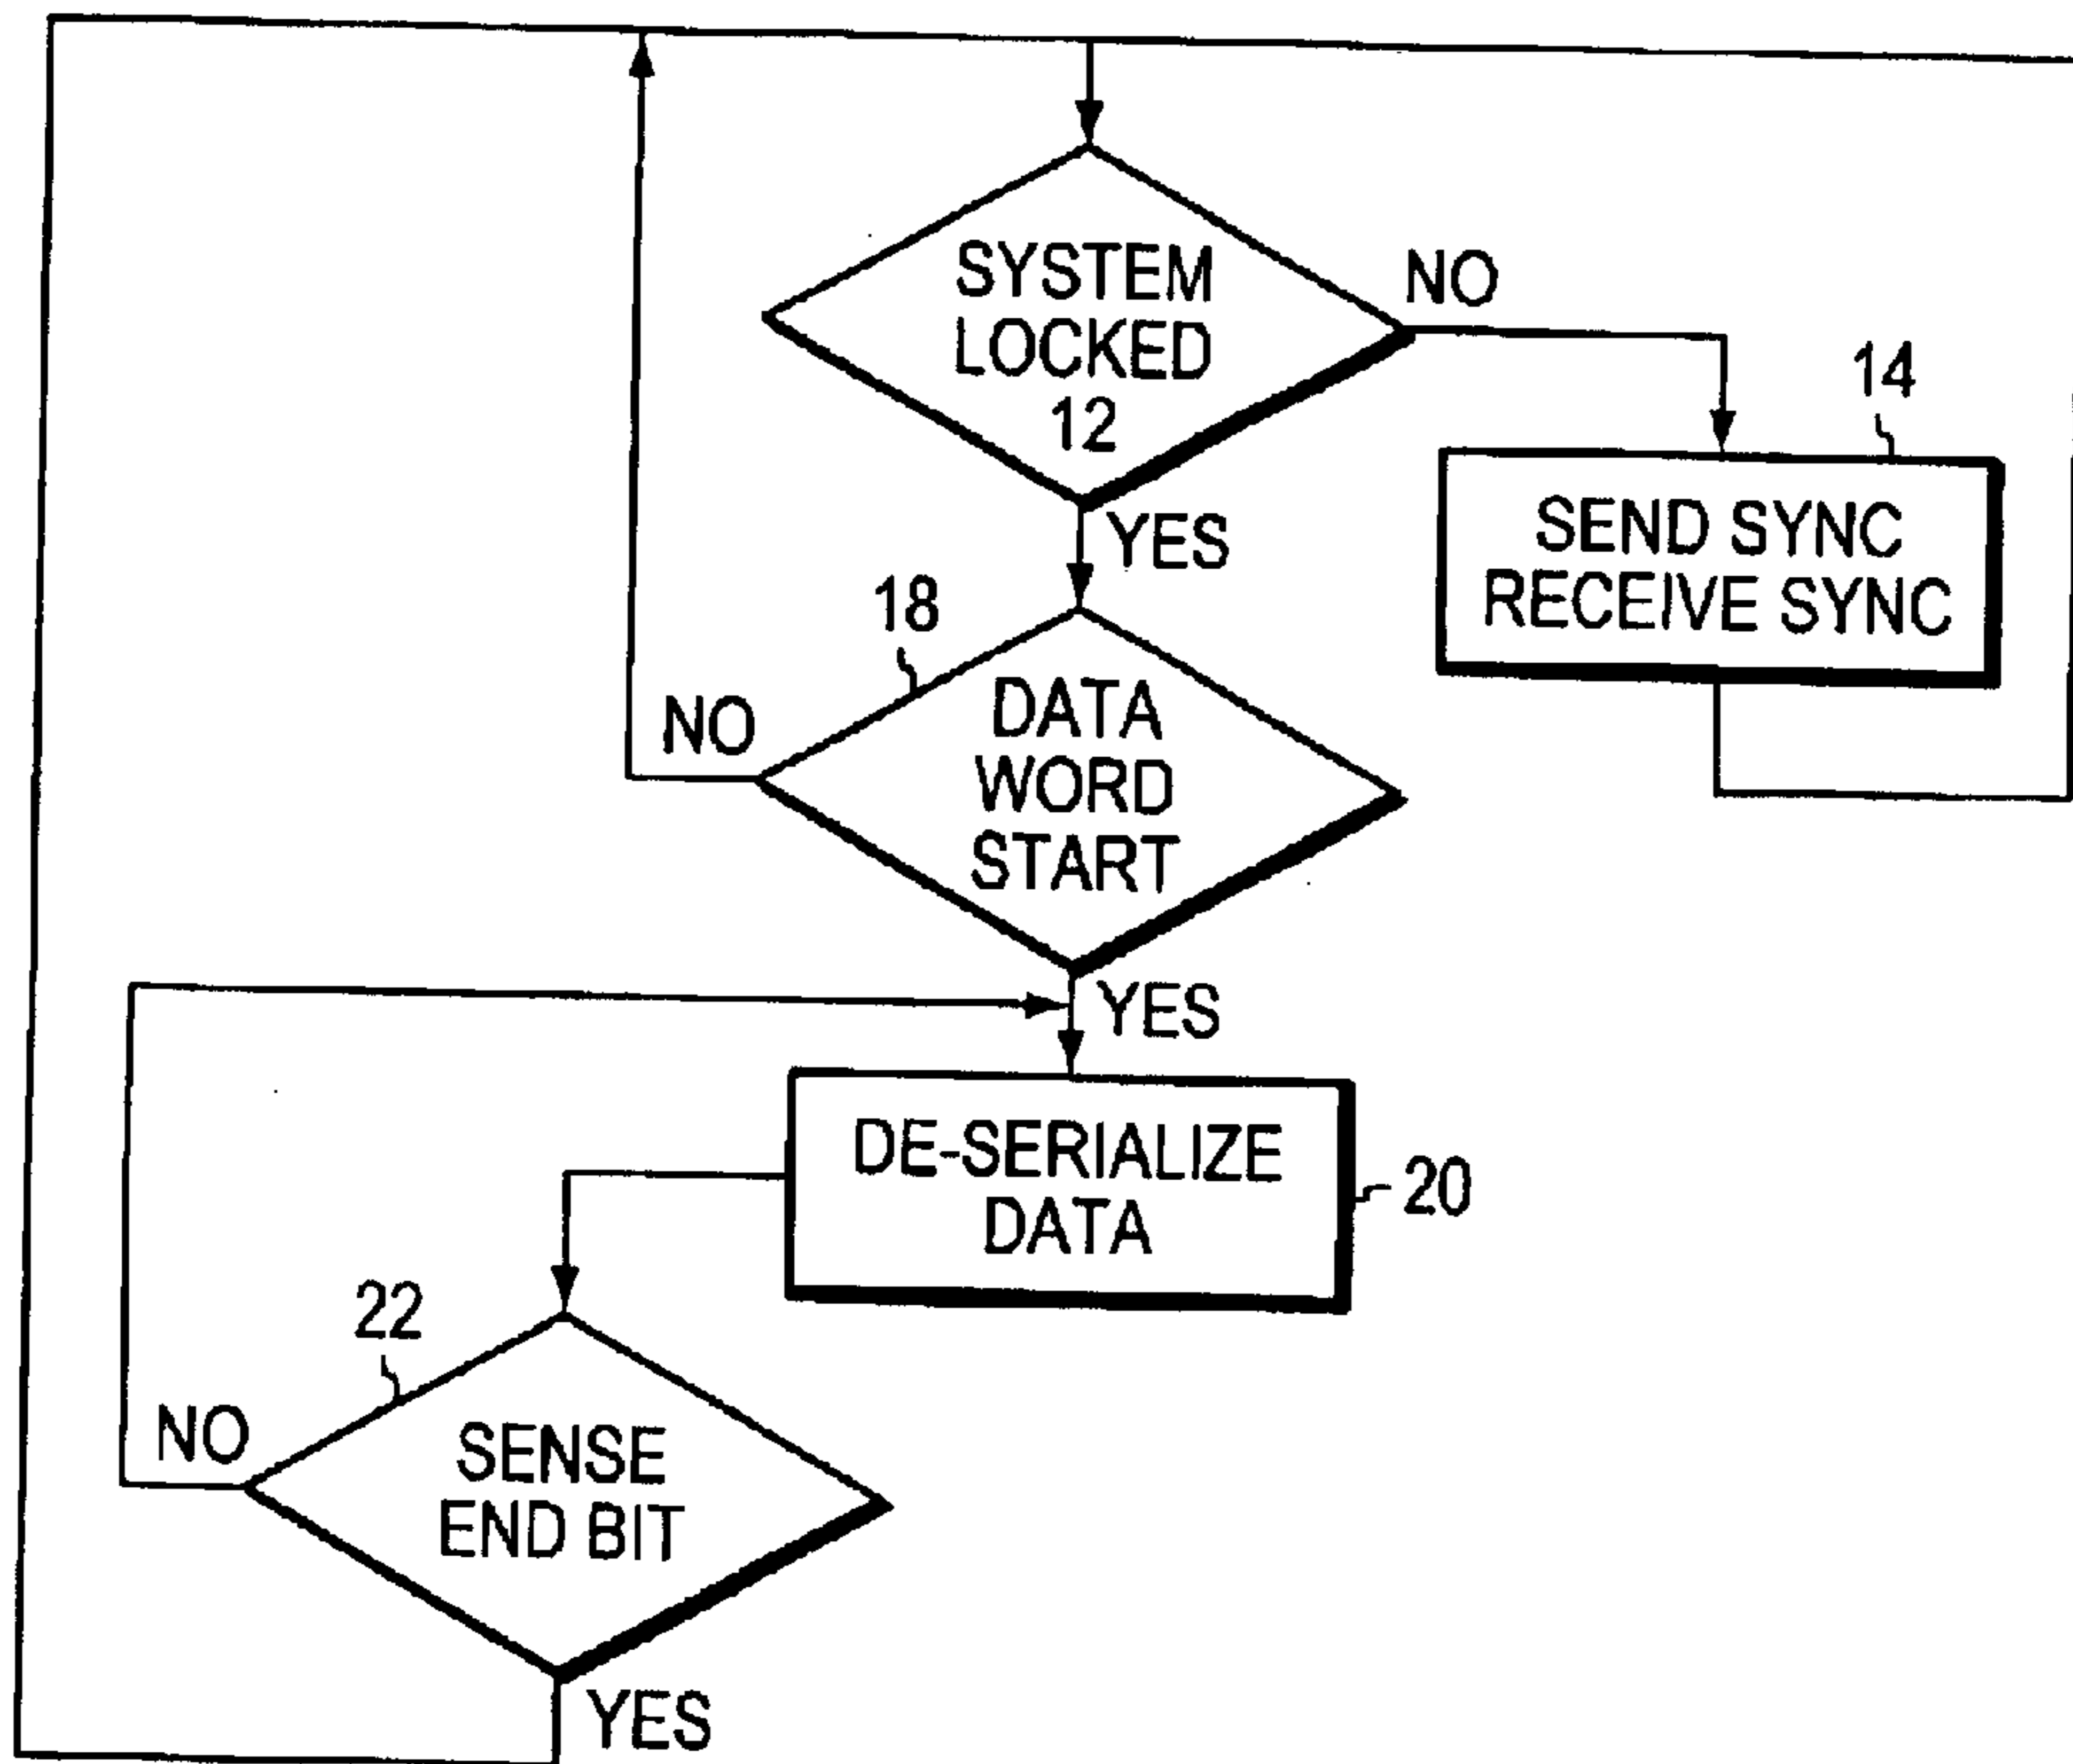 SYSTEM
LOCKED
12
NO
14
SEND SYNC
RECEIVE SYNC
YES
18
NO
DATA
WORD
START
YES
DE-SERIALIZE
DATA
20
22
NO
SENSE
END BIT
YES